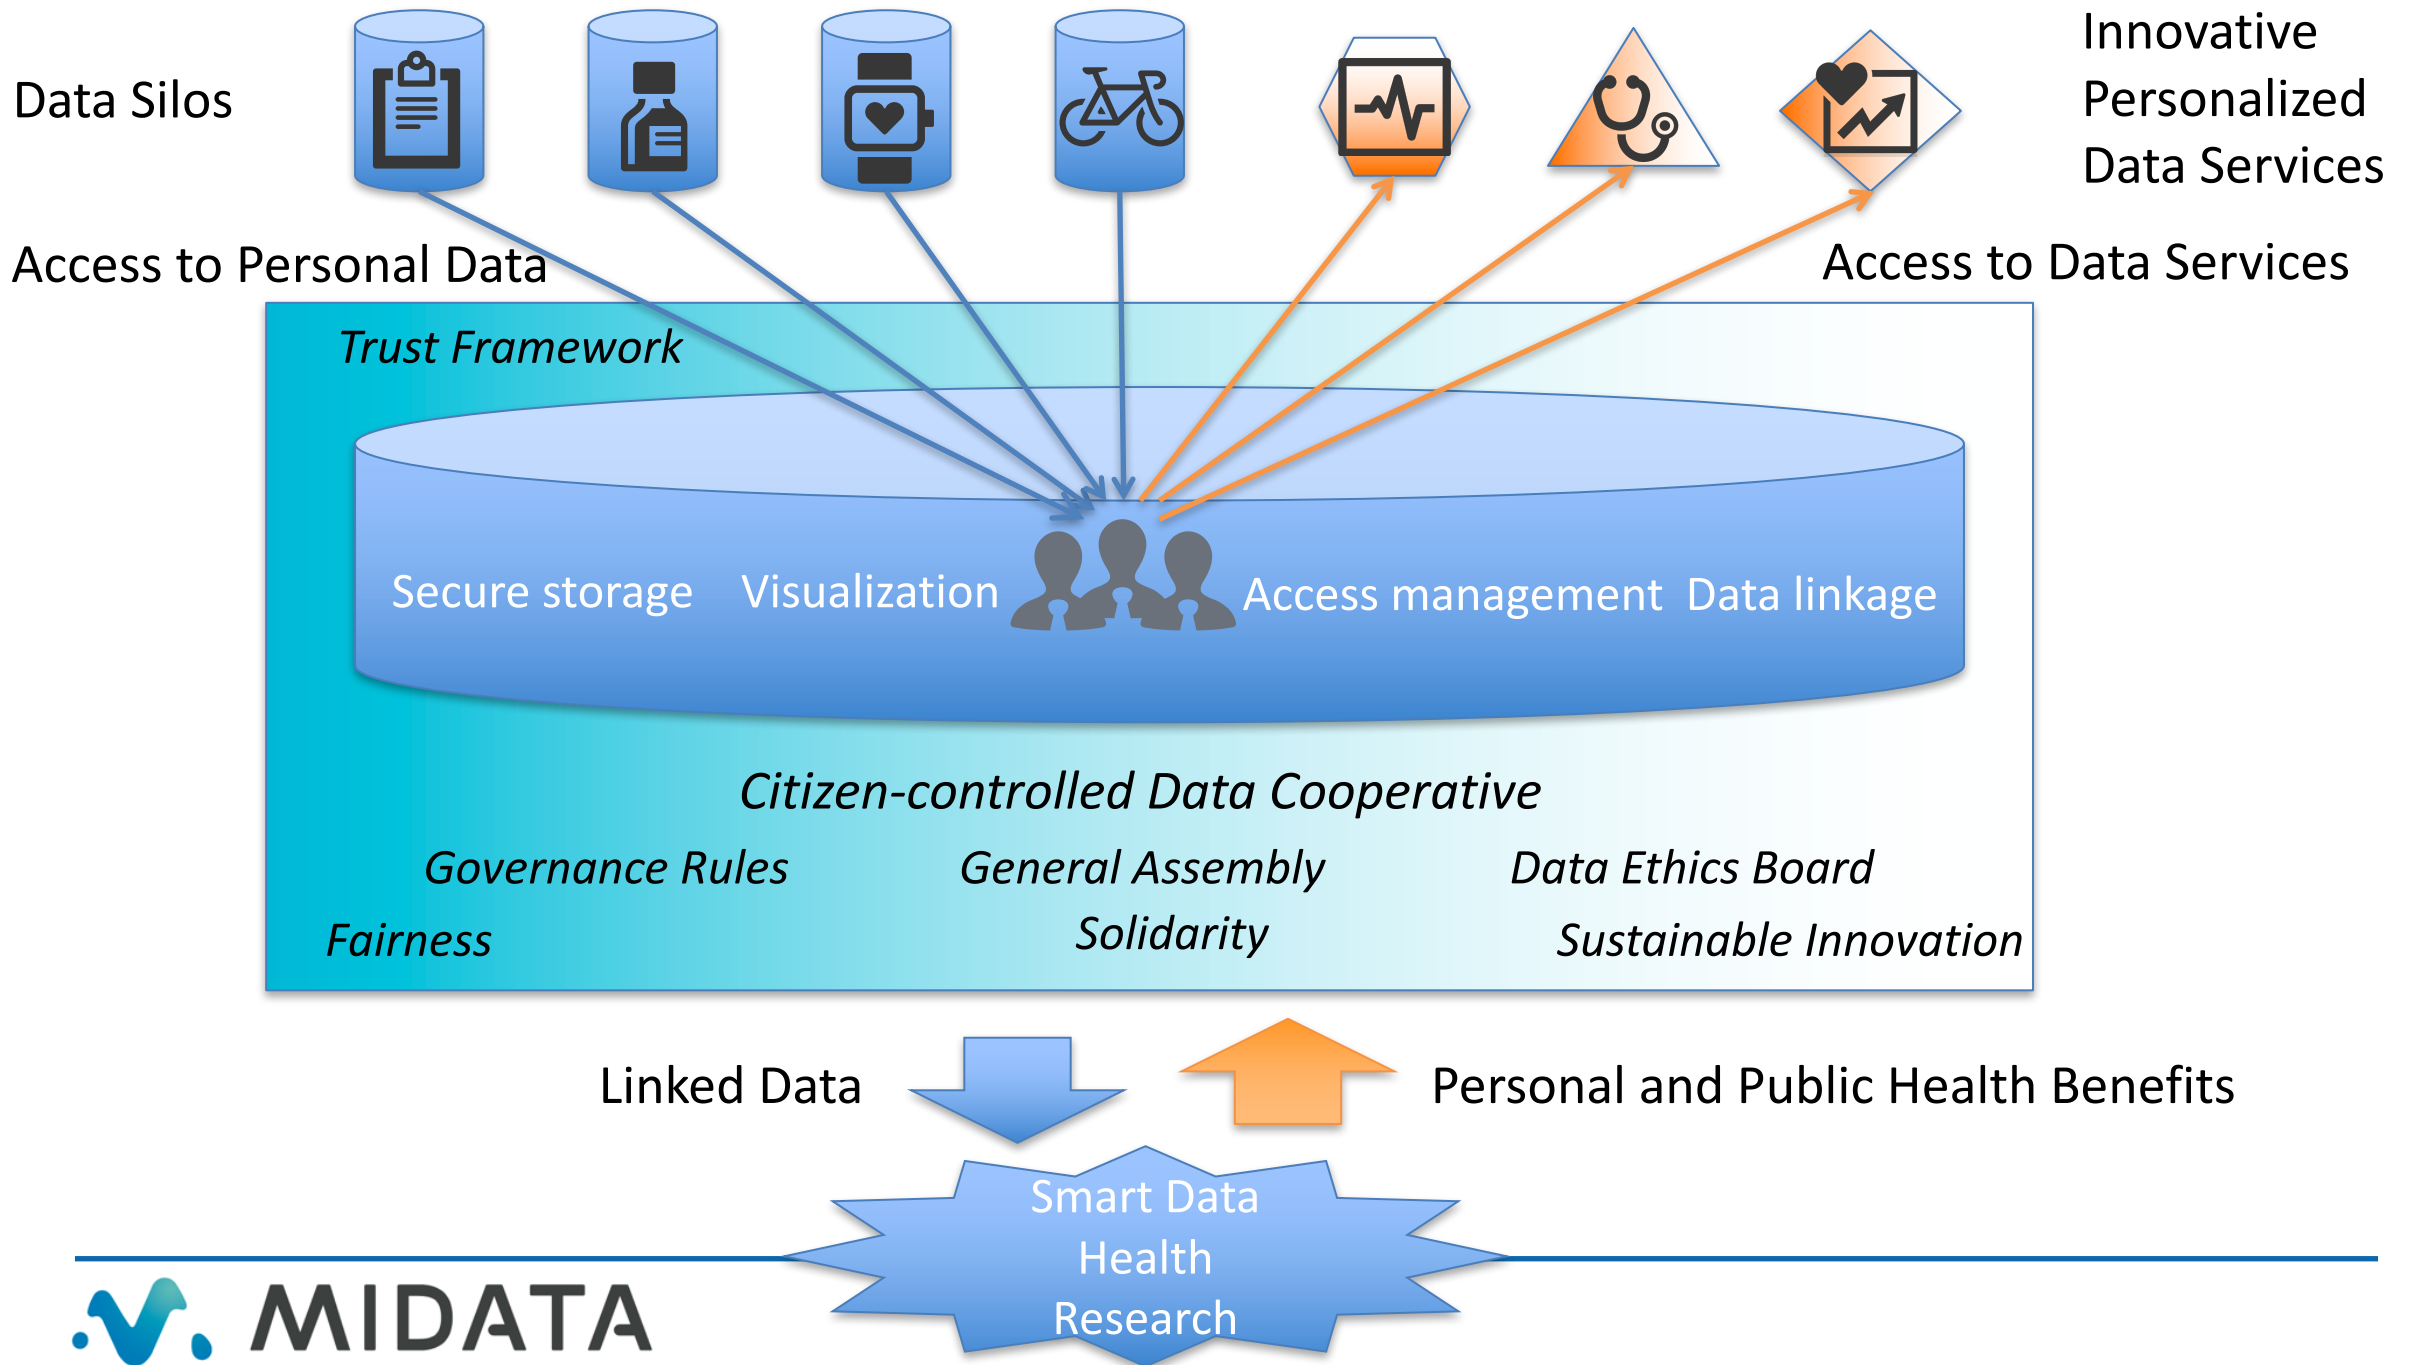 Data Silos
Innovative
Personalized
Data Services
Access to Personal Data
Access to Data Services
Trust Framework
Secure storage
Visualization
Access management
Data linkage
Citizen-controlled Data Cooperative
Governance Rules
General Assembly
Data Ethics Board
Fairness
Solidarity
Sustainable Innovation
Linked Data
Personal and Public Health Benefits
Smart Data
Health
Research
MIDATA